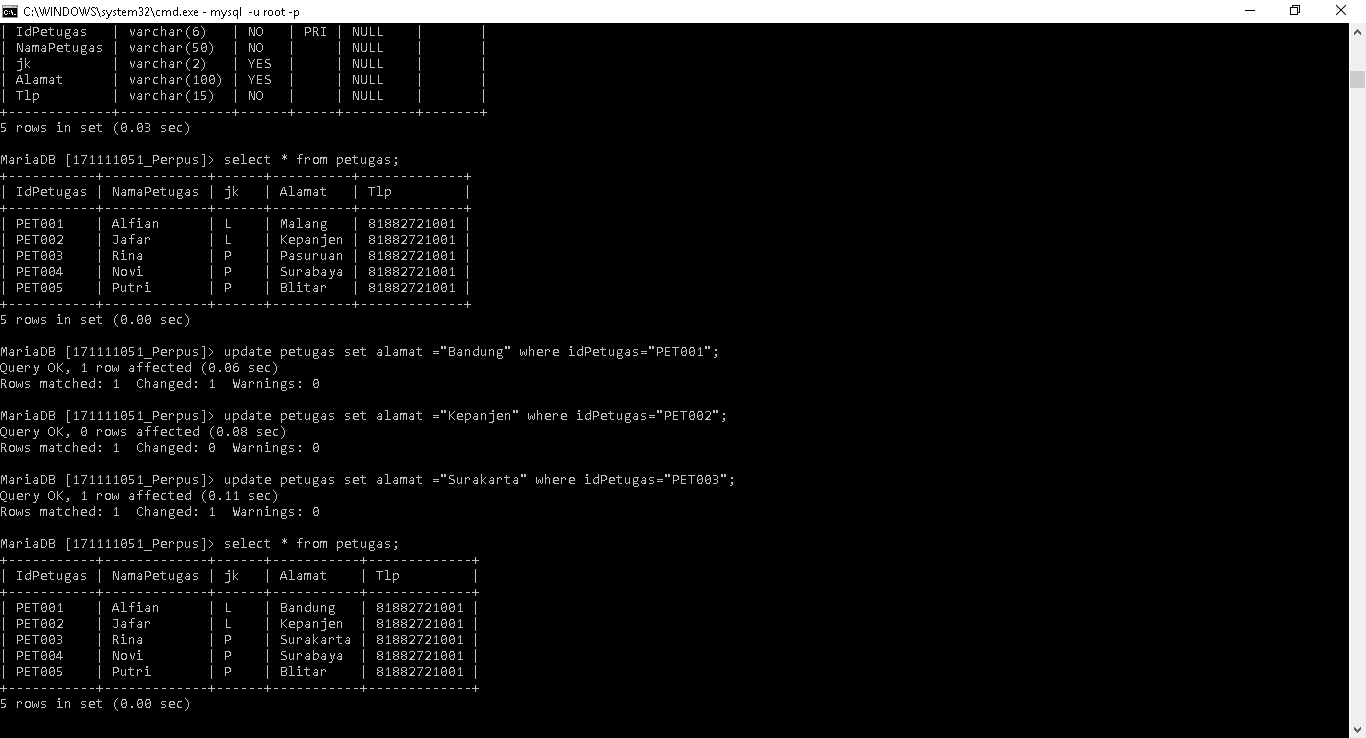 C:\WINDOWS\system32\cmd.exe - mysql -u root -p
| IdPetugas   | varchar(6)   | NO   | PRI | NULL    |       |
| NamaPetugas | varchar(50)  | NO   |     | NULL    |       |
| jk          | varchar(2)   | YES  |     | NULL    |       |
| Alamat      | varchar(100) | YES  |     | NULL    |       |
| Tlp         | varchar(15)  | NO   |     | NULL    |       |
+-------------+--------------+------+-----+---------+-------+
5 rows in set (0.03 sec)
MariaDB [171111051_Perpus]> select * from petugas;
+-----------+-------------+------+----------+-------------+
| IdPetugas | NamaPetugas | jk   | Alamat   | Tlp         |
+-----------+-------------+------+----------+-------------+
| PET001    | Alfian      | L    | Malang   | 81882721001 |
| PET002    | Jafar       | L    | Kepanjen | 81882721001 |
| PET003    | Rina        | P    | Pasuruan | 81882721001 |
| PET004    | Novi        | P    | Surabaya | 81882721001 |
| PET005    | Putri       | P    | Blitar   | 81882721001 |
+-----------+-------------+------+----------+-------------+
5 rows in set (0.00 sec)
MariaDB [171111051_Perpus]> update petugas set alamat ="Bandung" where idPetugas="PET001";
Query OK, 1 row affected (0.06 sec)
Rows matched: 1  Changed: 1  Warnings: 0
MariaDB [171111051_Perpus]> update petugas set alamat ="Kepanjen" where idPetugas="PET002";
Query OK, 0 rows affected (0.08 sec)
Rows matched: 1  Changed: 0  Warnings: 0
MariaDB [171111051_Perpus]> update petugas set alamat ="Surakarta" where idPetugas="PET003";
Query OK, 1 row affected (0.11 sec)
Rows matched: 1  Changed: 1  Warnings: 0
MariaDB [171111051_Perpus]> select * from petugas;
+-----------+-------------+------+-----------+-------------+
| IdPetugas | NamaPetugas | jk   | Alamat    | Tlp         |
+-----------+-------------+------+-----------+-------------+
| PET001    | Alfian      | L    | Bandung   | 81882721001 |
| PET002    | Jafar       | L    | Kepanjen  | 81882721001 |
| PET003    | Rina        | P    | Surakarta | 81882721001 |
| PET004    | Novi        | P    | Surabaya  | 81882721001 |
| PET005    | Putri       | P    | Blitar    | 81882721001 |
+-----------+-------------+------+-----------+-------------+
5 rows in set (0.00 sec)